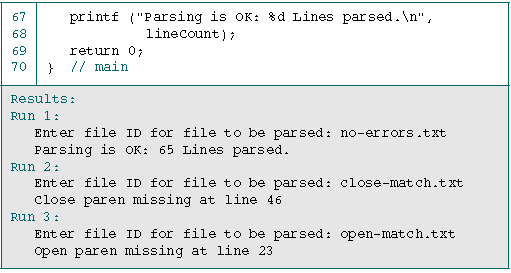 67 printf ("Parsing is OK: %d Lines parsed.\n",
68 lineCount);
69 return 0;
70 } // main
Results:
Run 1:
Enter file ID for file to be parsed: no-errors.txt
Parsing is OK: 65 Lines parsed.
Run 2:
Enter file ID for file to be parsed: close-match.txt
Close paren missing at line 46
Run 3:
Enter file ID for file to be parsed: open-match.txt
Open paren missing at line 23